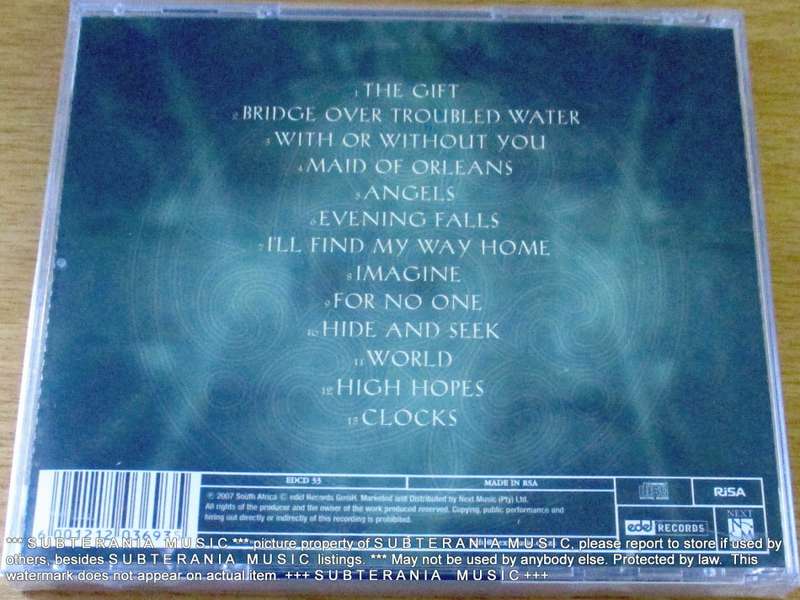 1 THE GIFT
2 BRIDGE OVER TROUBLED WATER
3 WITH OR WITHOUT YOU
4 MAID OF ORLEANS
5 ANGELS
6 EVENING FALLS
7 I'LL FIND MY WAY HOME
8 IMAGINE
9 FOR NO ONE
10 HIDE AND SEEK
11 WORLD
12 HIGH HOPES
13 CLOCKS
EDCD 33
MADE IN RSA
℗ 2007 South Africa © edel Records GmbH. Marketed and Distributed by Next Music (Pty) Ltd.
All rights of the producer and the owner of the work produced reserved. Copying, public performance and
hiring out directly or indirectly of this recording is prohibited.
RiSA
edel RECORDS
NEXT
*** S U B T E R A N I A M U S I C *** picture property of S U B T E R A N I A M U S I C, please report to store if used by
others, besides S U B T E R A N I A M U S I C listings. *** May not be used by anybody else. Protected by law. This
watermark does not appear on actual item +++ S U B T E R A N I A M U S I C +++